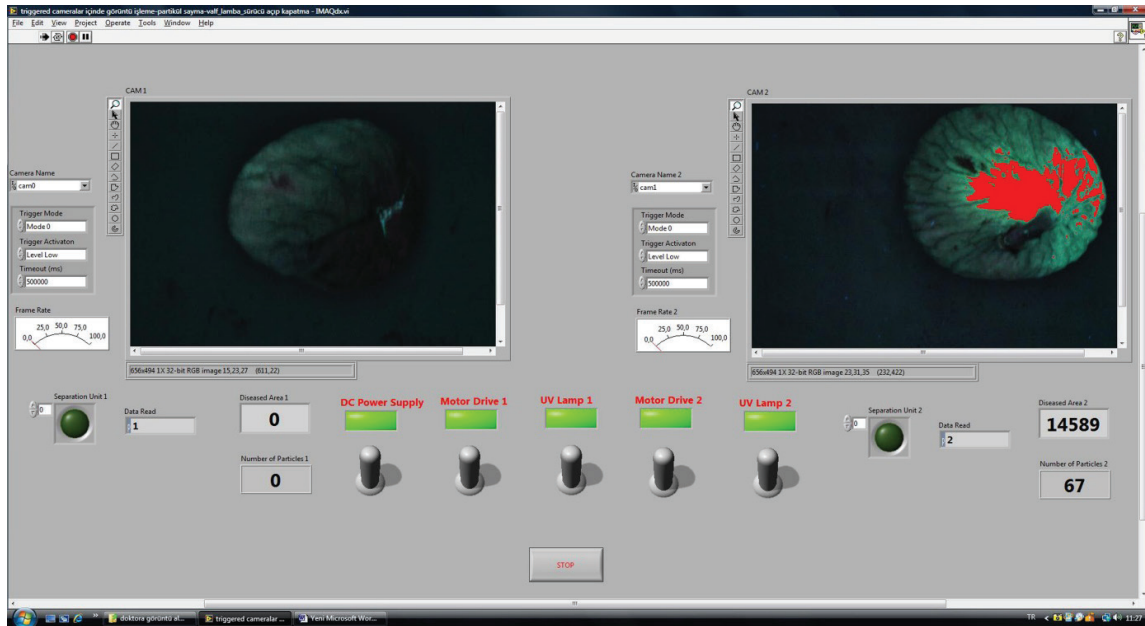 triggered cameralar içinde görüntü işleme-partikül sayma-valf_lamba_sürücü açıp kapatma - IMAQdx.vi
File Edit View Project Operate Tools Window Help
CAM 1
Camera Name
cam0
Trigger Mode
Mode 0
Trigger Activaton
Level Low
Timeout (ms)
500000
Frame Rate
0,0 25,0 50,0 75,0 100,0
656x494 1X 32-bit RGB image 15,23,27 (611,22)
CAM 2
Camera Name 2
cam1
Trigger Mode
Mode 0
Trigger Activaton
Level Low
Timeout (ms)
500000
Frame Rate 2
0,0 25,0 50,0 75,0 100,0
656x494 1X 32-bit RGB image 23,31,35 (232,422)
Separation Unit 1
0
Data Read
1
Diseased Area 1
0
Number of Particles 1
0
DC Power Supply
Motor Drive 1
UV Lamp 1
Motor Drive 2
UV Lamp 2
Separation Unit 2
0
Data Read
2
Diseased Area 2
14589
Number of Particles 2
67
STOP
doktora görüntü al...
triggered cameralar ...
Yeni Microsoft Wor...
TR
11:27